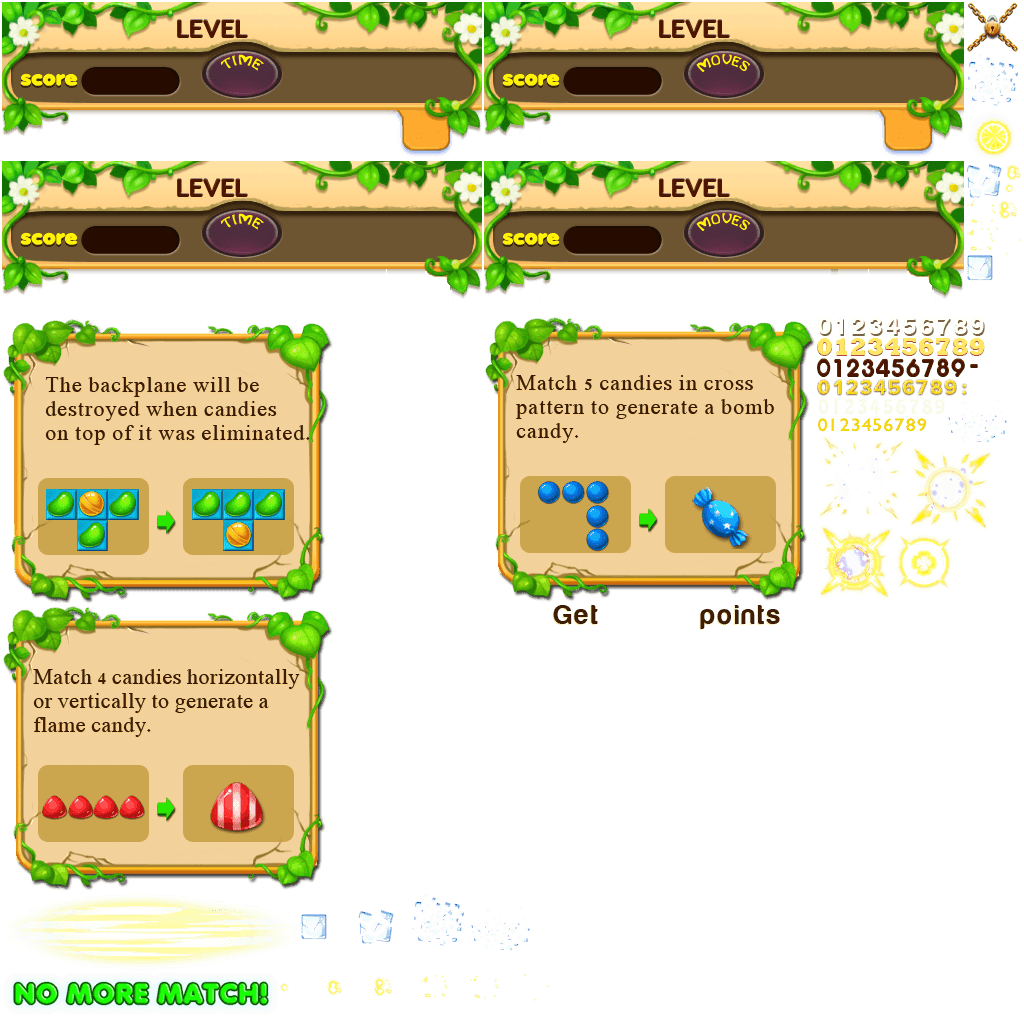 LEVEL
TIME
score
LEVEL
MOVES
score
LEVEL
TIME
score
LEVEL
MOVES
score
The backplane will be
destroyed when candies
on top of it was eliminated.
Match 5 candies in cross
pattern to generate a bomb
candy.
0123456789
0123456789
0123456789-
0123456789:
0123456789
0123456789
Get points
Match 4 candies horizontally
or vertically to generate a
flame candy.
NO MORE MATCH!